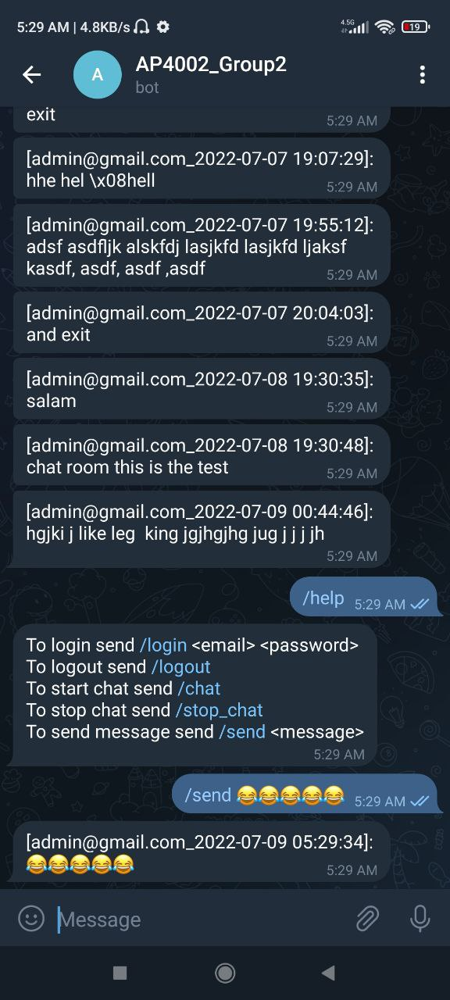 5:29 AM | 4.8KB/s
4.5G
19
A
AP4002_Group2
bot
exit
5:29 AM
[admin@gmail.com_2022-07-07 19:07:29]:
hhe hel \x08hell
5:29 AM
[admin@gmail.com_2022-07-07 19:55:12]:
adsf asdfljk alskfdj lasjkfd lasjkfd ljaksf
kasdf, asdf, asdf ,asdf
5:29 AM
[admin@gmail.com_2022-07-07 20:04:03]:
and exit
5:29 AM
[admin@gmail.com_2022-07-08 19:30:35]:
salam
5:29 AM
[admin@gmail.com_2022-07-08 19:30:48]:
chat room this is the test
5:29 AM
[admin@gmail.com_2022-07-09 00:44:46]:
hgjki j like leg  king jgjhgjhg jug j j j j jh
5:29 AM
/help 5:29 AM
To login send /login <email> <password>
To logout send /logout
To start chat send /chat
To stop chat send /stop_chat
To send message send /send <message>
5:29 AM
/send 😂😂😂😂😂 5:29 AM
[admin@gmail.com_2022-07-09 05:29:34]:
😂😂😂😂😂
5:29 AM
Message